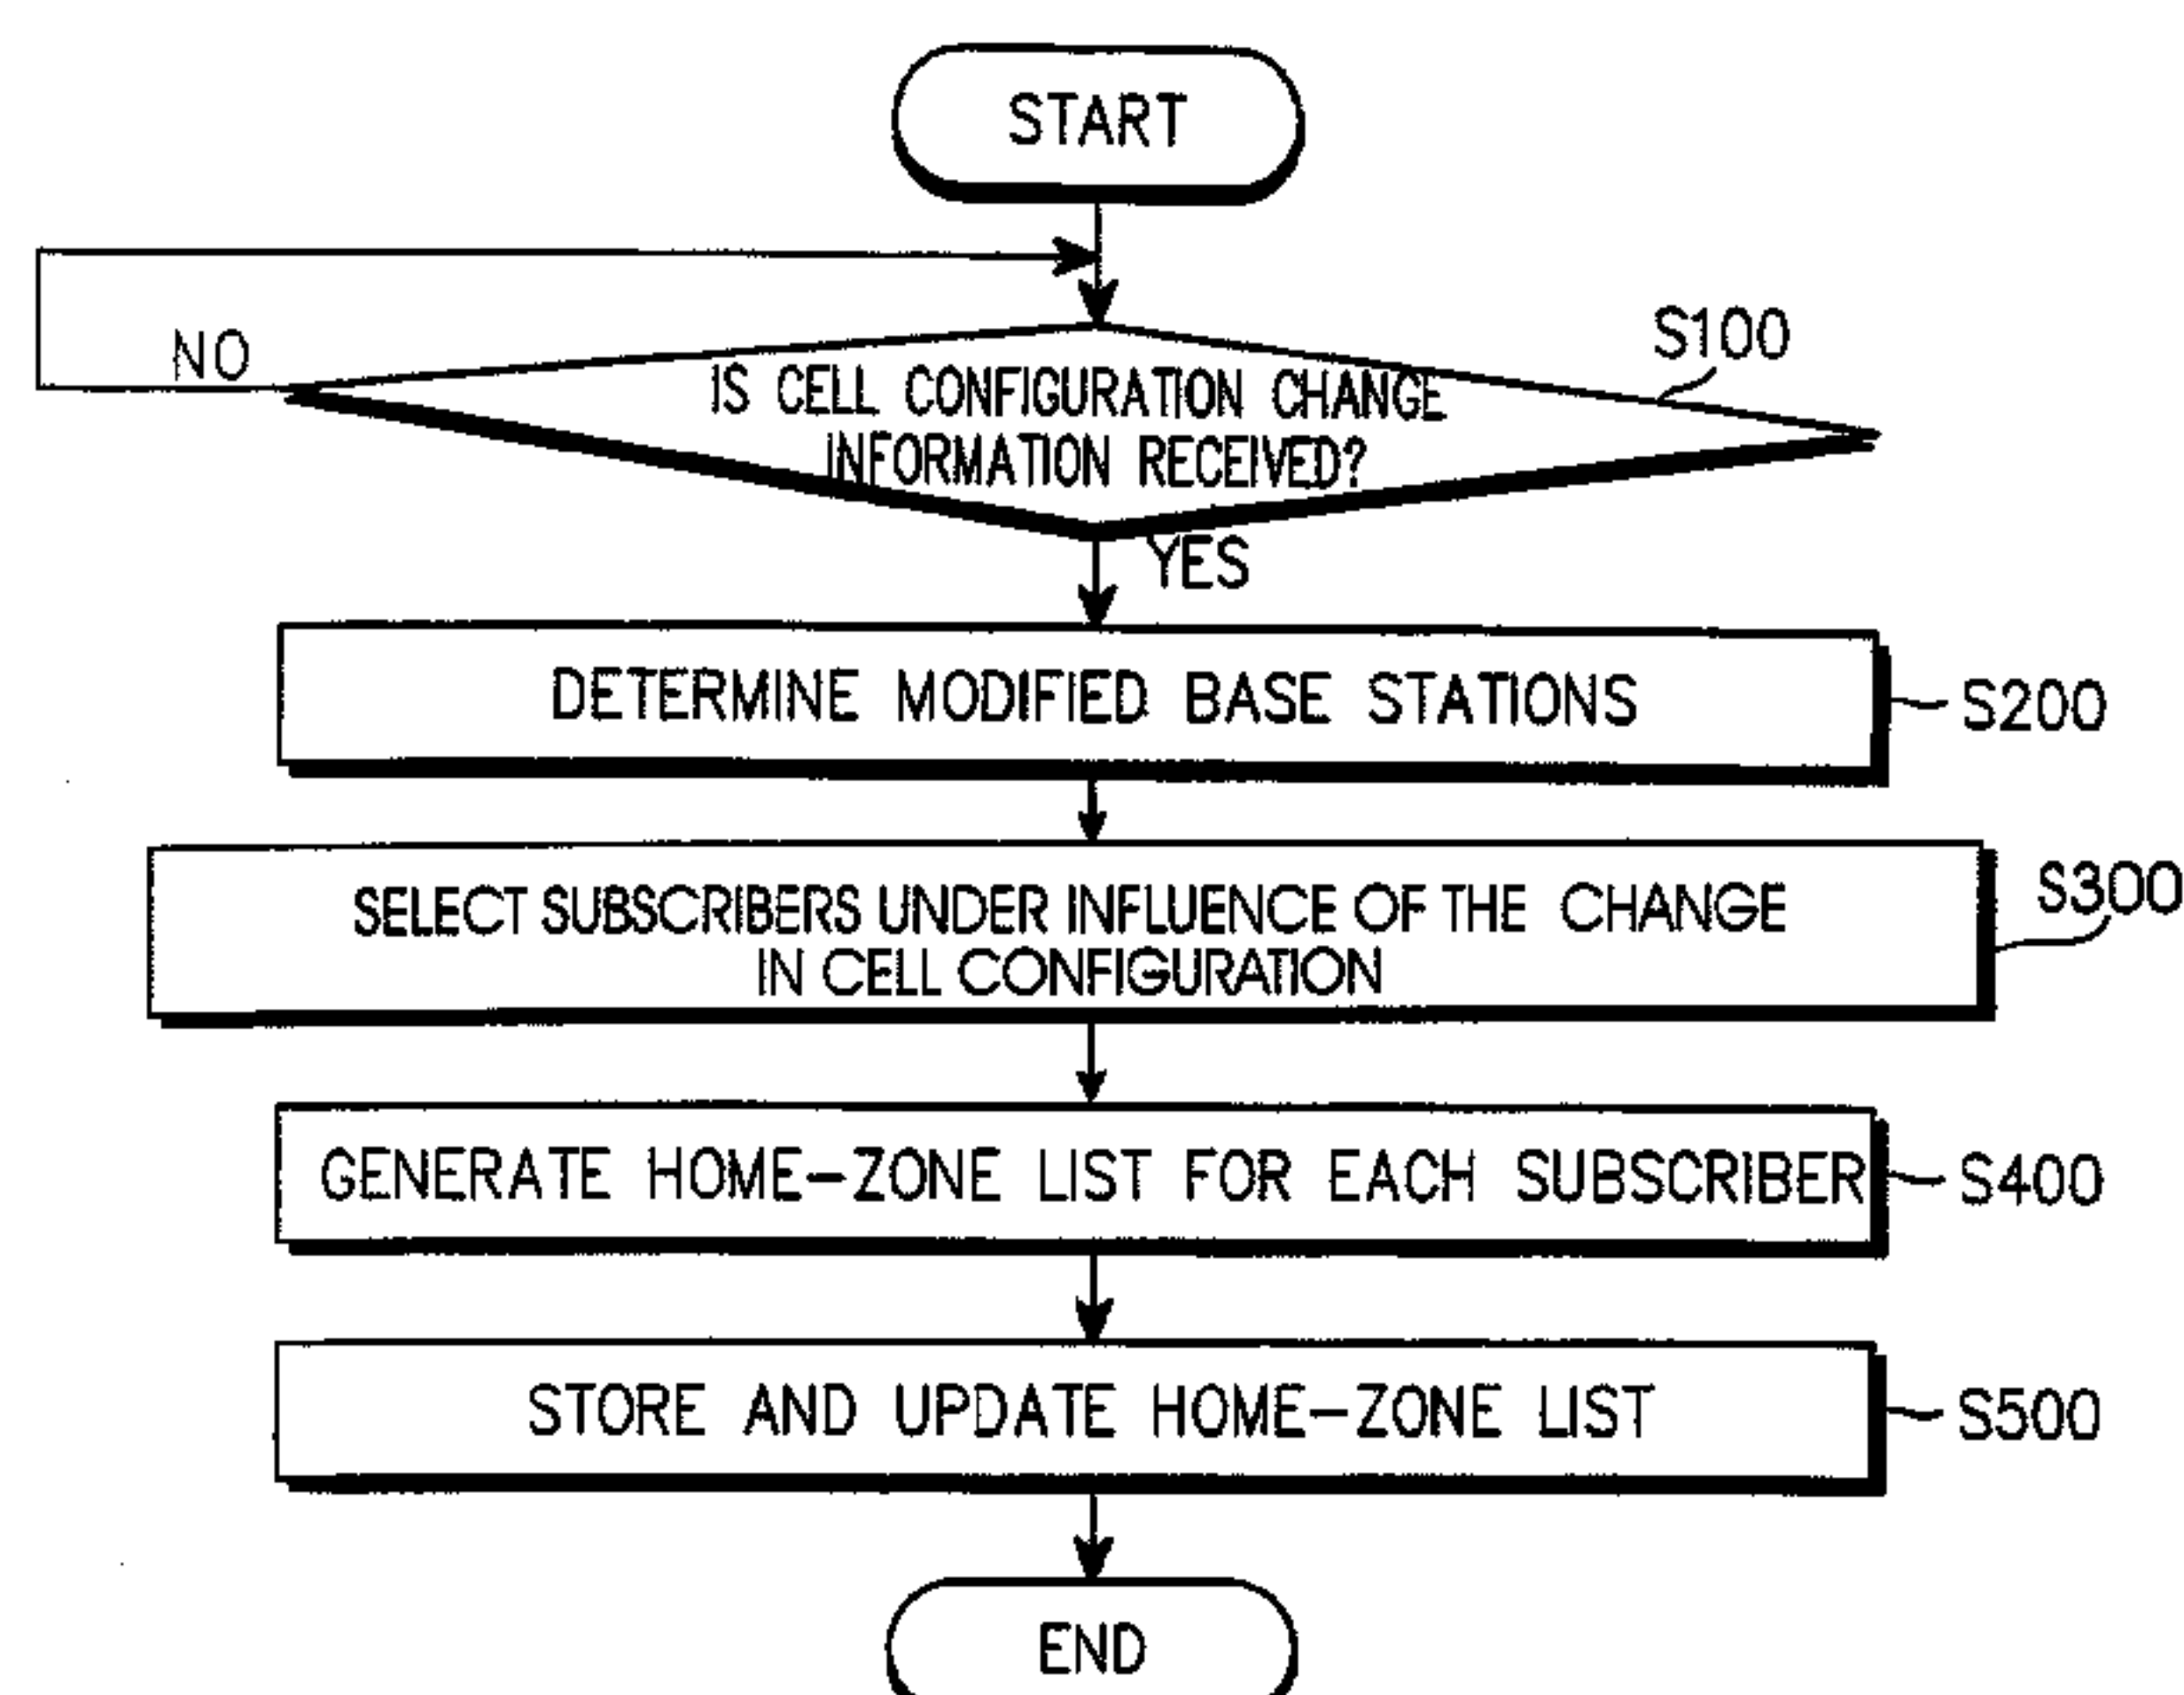 START
NO
S100
IS CELL CONFIGURATION CHANGE
INFORMATION RECEIVED?
YES
DETERMINE MODIFIED BASE STATIONS
S200
SELECT SUBSCRIBERS UNDER INFLUENCE OF THE CHANGE
IN CELL CONFIGURATION
S300
GENERATE HOME-ZONE LIST FOR EACH SUBSCRIBER
S400
STORE AND UPDATE HOME-ZONE LIST
S500
END